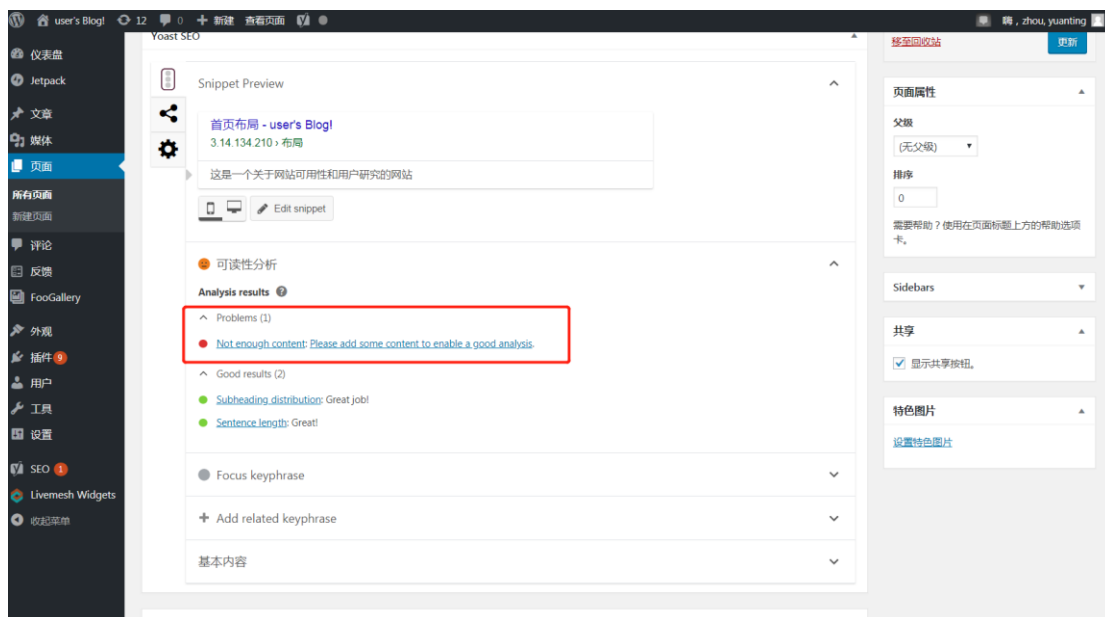 user's Blog! 12 0 新建 查看页面
嗨，zhou, yuanting
仪表盘
Jetpack
文章
媒体
页面
所有页面
新建页面
评论
反馈
FooGallery
外观
插件 9
用户
工具
设置
SEO 1
Livemesh Widgets
收起菜单
Yoast SEO
Snippet Preview
首页布局 - user's Blog!
3.14.134.210 › 布局
这是一个关于网站可用性和用户研究的网站
Edit snippet
可读性分析
Analysis results
Problems (1)
Not enough content: Please add some content to enable a good analysis.
Good results (2)
Subheading distribution: Great job!
Sentence length: Great!
Focus keyphrase
Add related keyphrase
基本内容
移至回收站
更新
页面属性
父级
(无父级)
排序
0
需要帮助？使用在页面标题上方的帮助选项
卡。
Sidebars
共享
显示共享按钮。
特色图片
设置特色图片